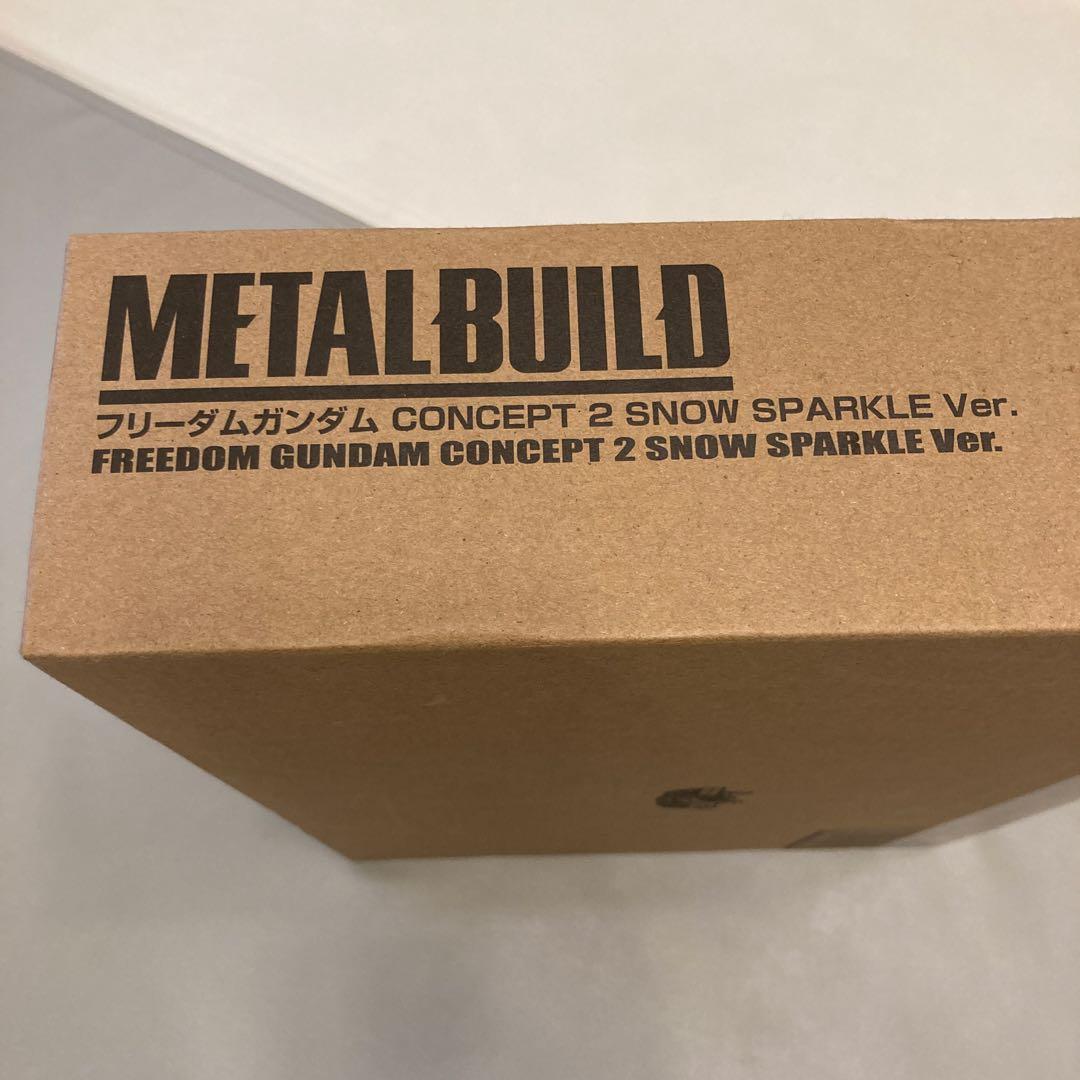 METALBUILD
フリーダムガンダム CONCEPT 2 SNOW SPARKLE Ver.
FREEDOM GUNDAM CONCEPT 2 SNOW SPARKLE Ver.